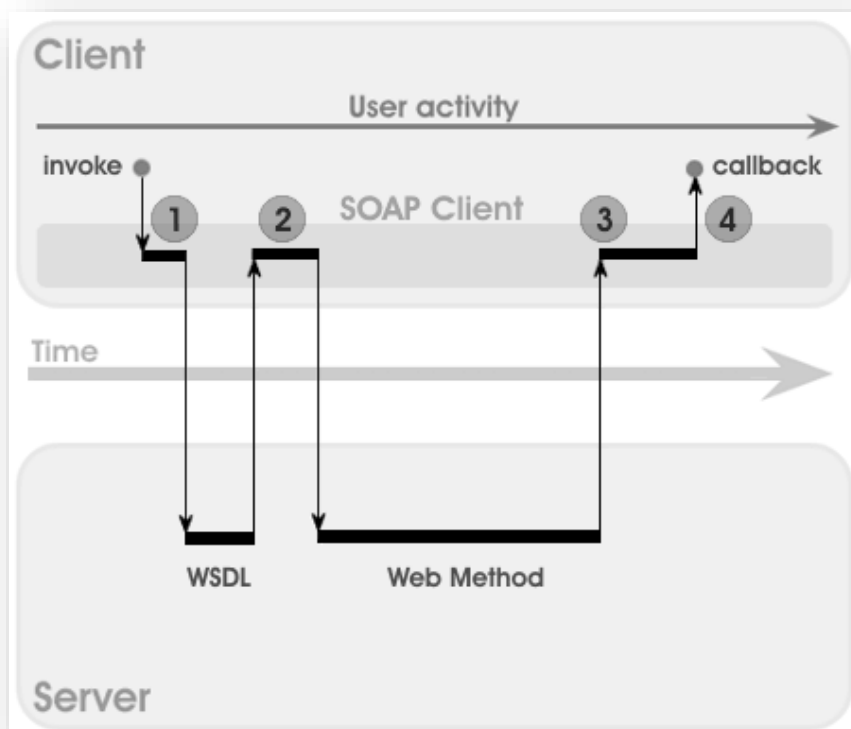 Client
User activity
invoke
callback
SOAP Client
1
2
3
4
Time
WSDL
Web Method
Server